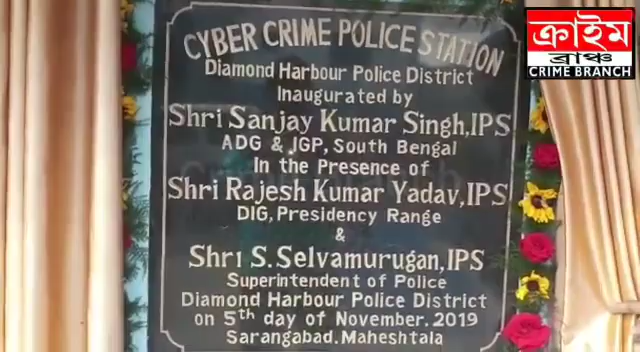 CYBER CRIME POLICE STATION
Diamond Harbour Police District
Inaugurated by
Shri Sanjay Kumar Singh,IPS
ADG & IGP, South Bengal
In the Presence of
Shri Rajesh Kumar Yadav,IPS
DIG,Presidency Range
&
Shri S.Selvamurugan,IPS
Superintendent of Police
Diamond Harbour Police District
on 5th day of November.2019
Sarangabad.Maheshtala
ক্রাইম
ব্রাঞ্চ
CRIME BRANCH